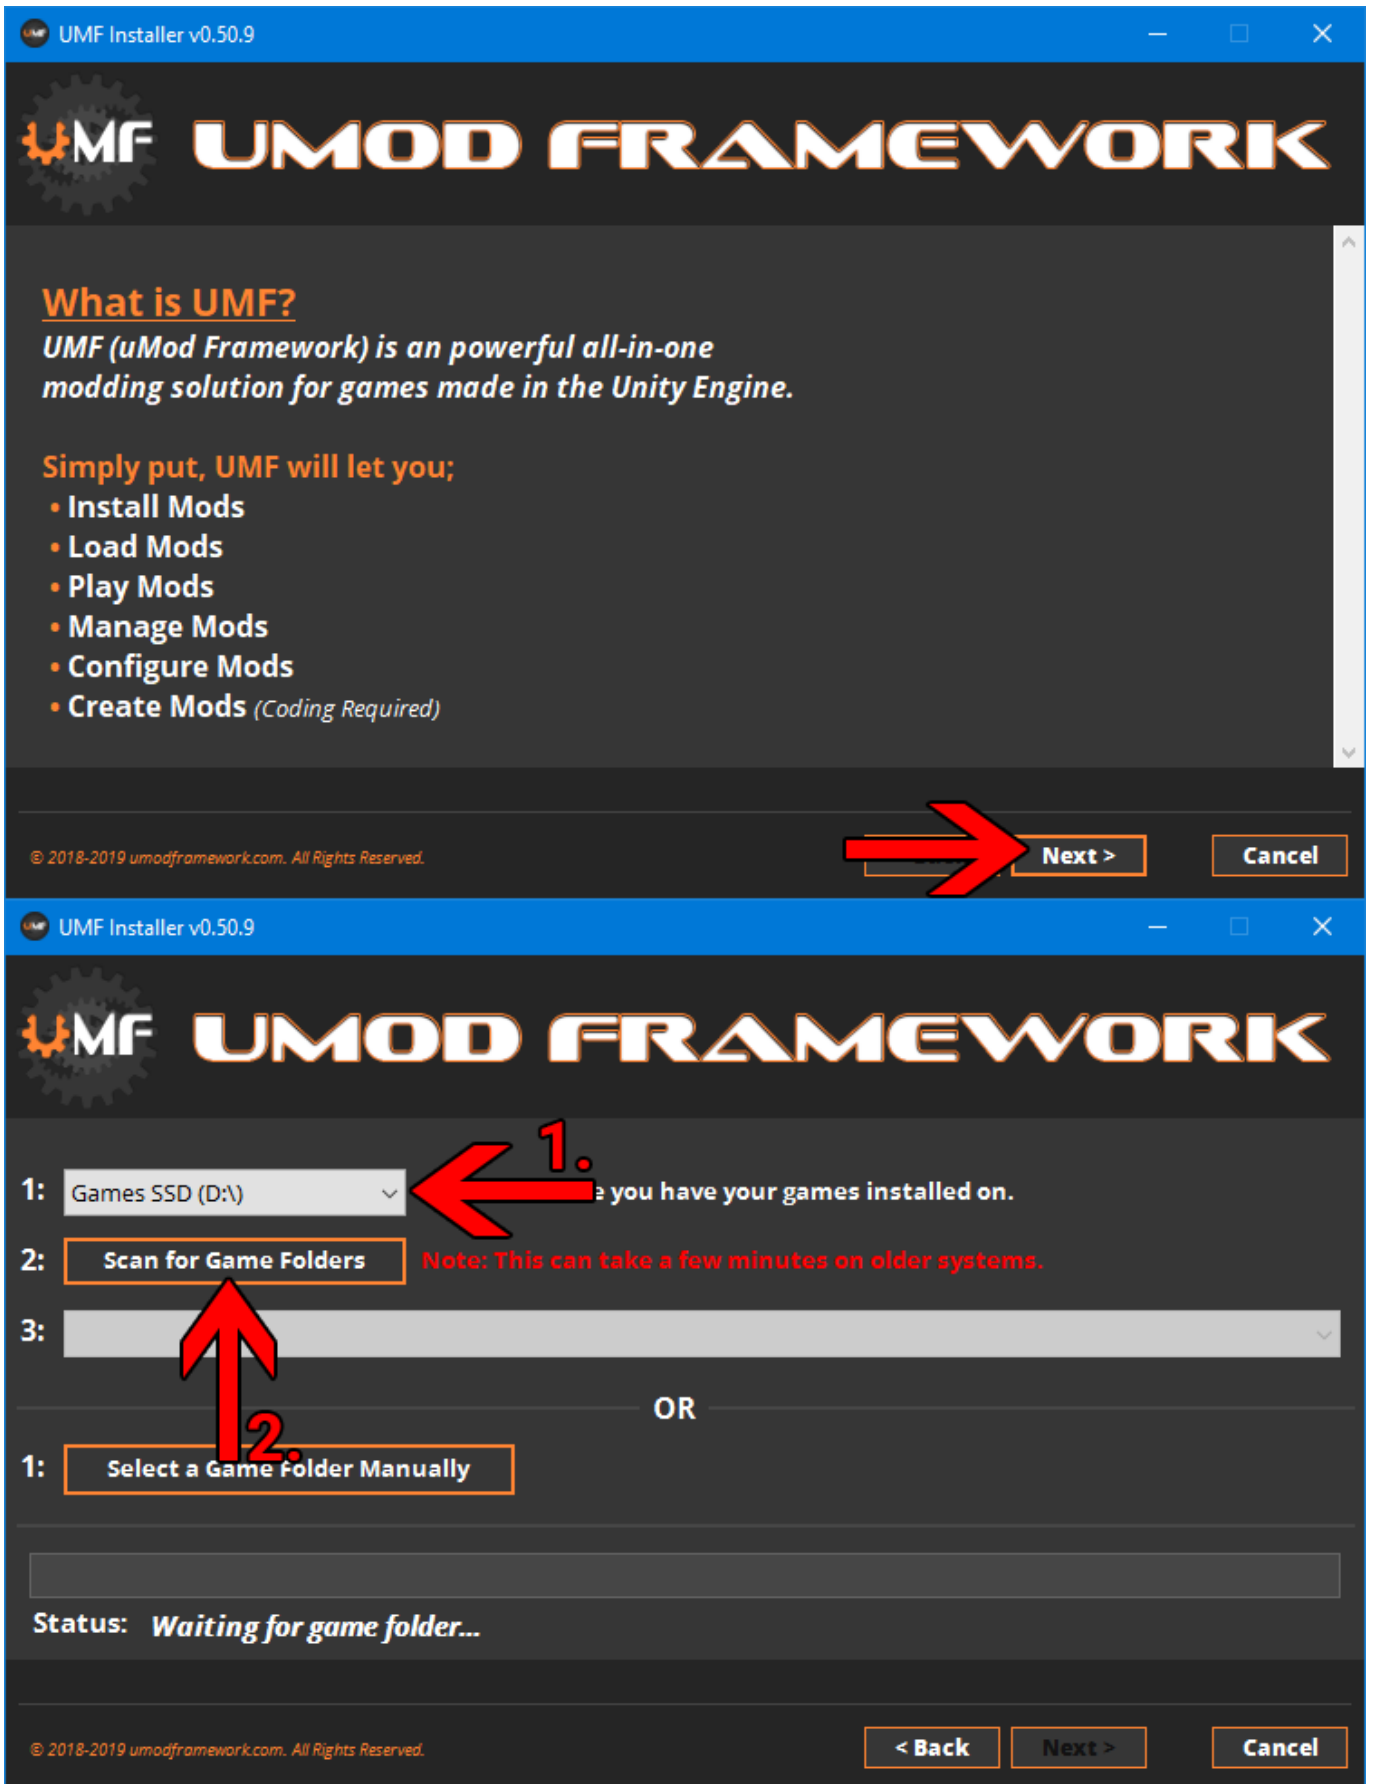 UMF Installer v0.50.9
UMF UMOD FRAMEWORK
What is UMF?
UMF (uMod Framework) is an powerful all-in-one
modding solution for games made in the Unity Engine.
Simply put, UMF will let you;
• Install Mods
• Load Mods
• Play Mods
• Manage Mods
• Configure Mods
• Create Mods (Coding Required)
© 2018-2019 umodframework.com. All Rights Reserved.
Next >
Cancel
UMF Installer v0.50.9
UMF UMOD FRAMEWORK
1.
1: Games SSD (D:\) you have your games installed on.
2: Scan for Game Folders Note: This can take a few minutes on older systems.
3:
OR
2.
1: Select a Game Folder Manually
Status: Waiting for game folder...
© 2018-2019 umodframework.com. All Rights Reserved.
< Back Next > Cancel